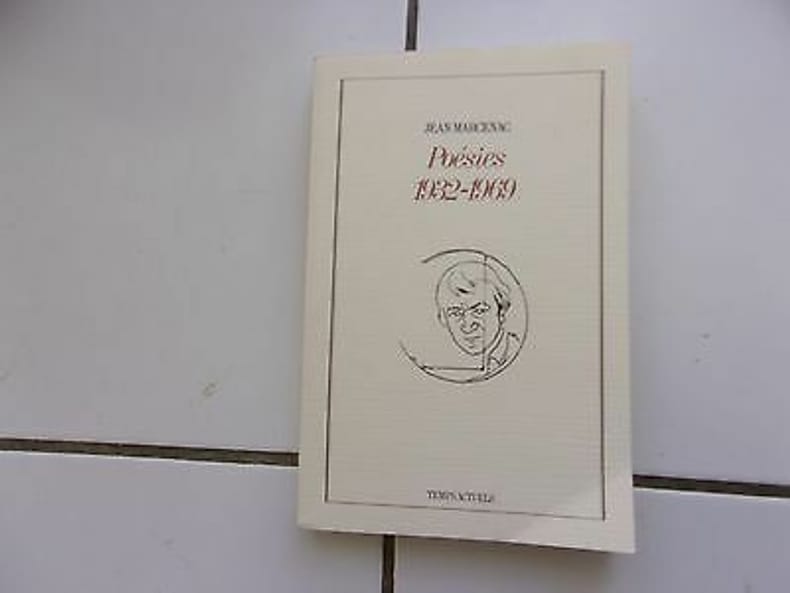 JEAN MARCENAC
Poésies
1932-1969
TEMPS ACTUELS